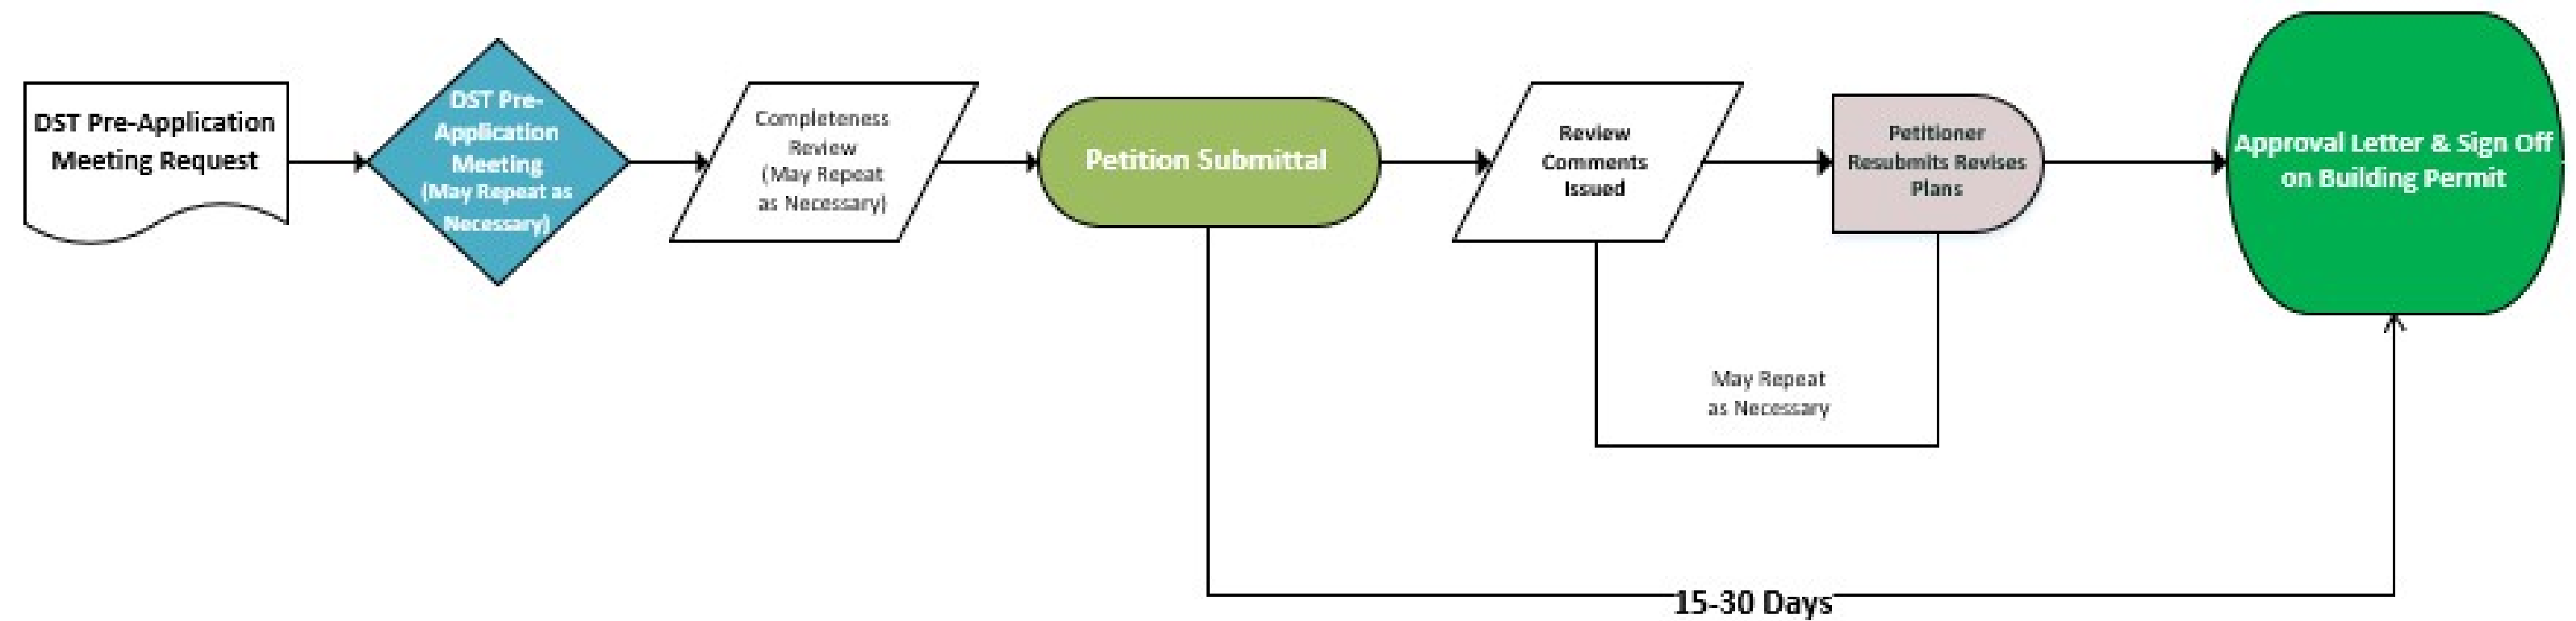 DST Pre-Application
Meeting Request
DST Pre-
Application
Meeting
(May Repeat as
Necessary)
Completeness
Review
(May Repeat
as Necessary)
Petition Submittal
Review
Comments
Issued
Petitioner
Resubmits Revises
Plans
Approval Letter & Sign Off
on Building Permit
May Repeat
as Necessary
15-30 Days